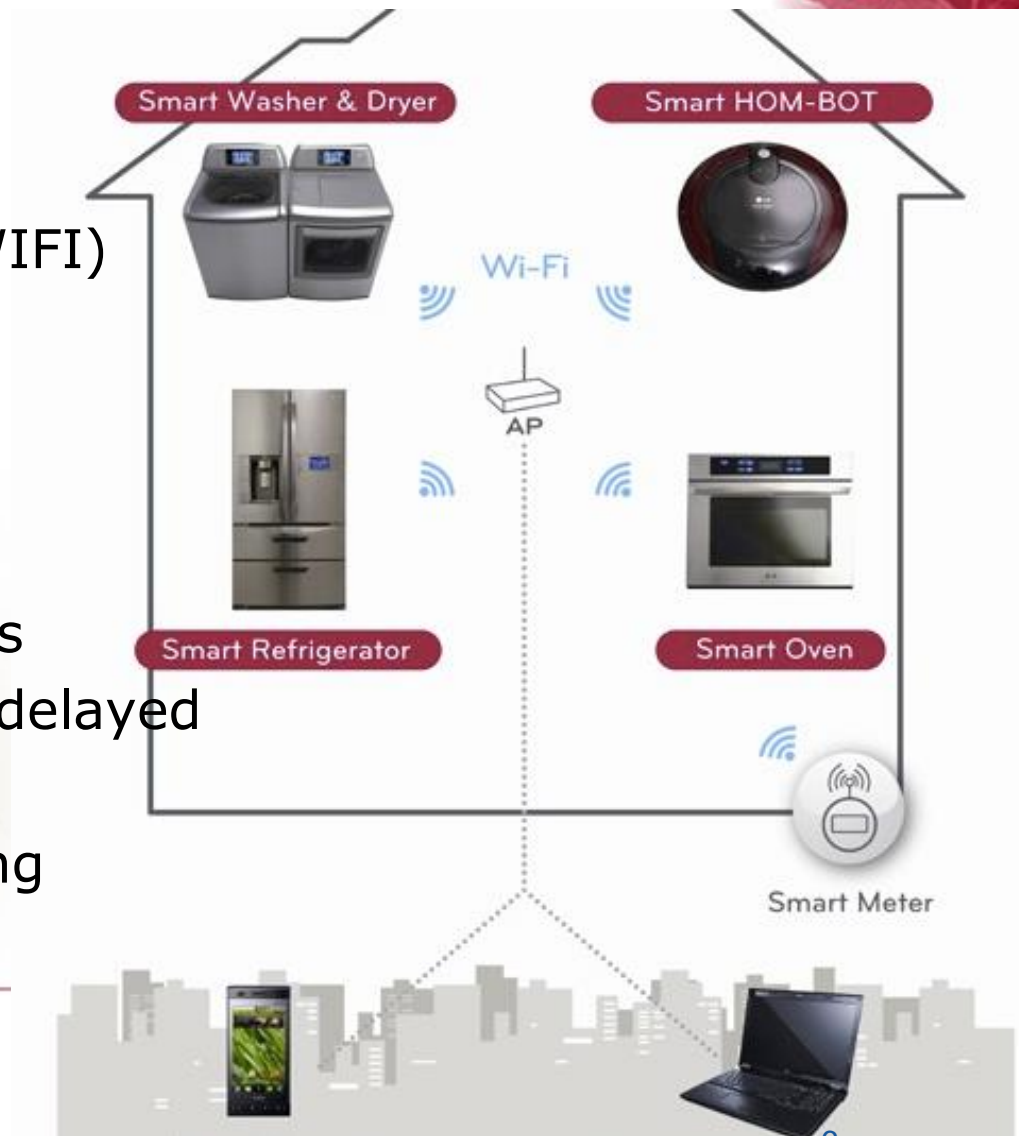 Smart Washer & Dryer
Smart HOM-BOT
IFI)
Wi-Fi
AP
s
Smart Refrigerator
Smart Oven
delayed
ng
Smart Meter